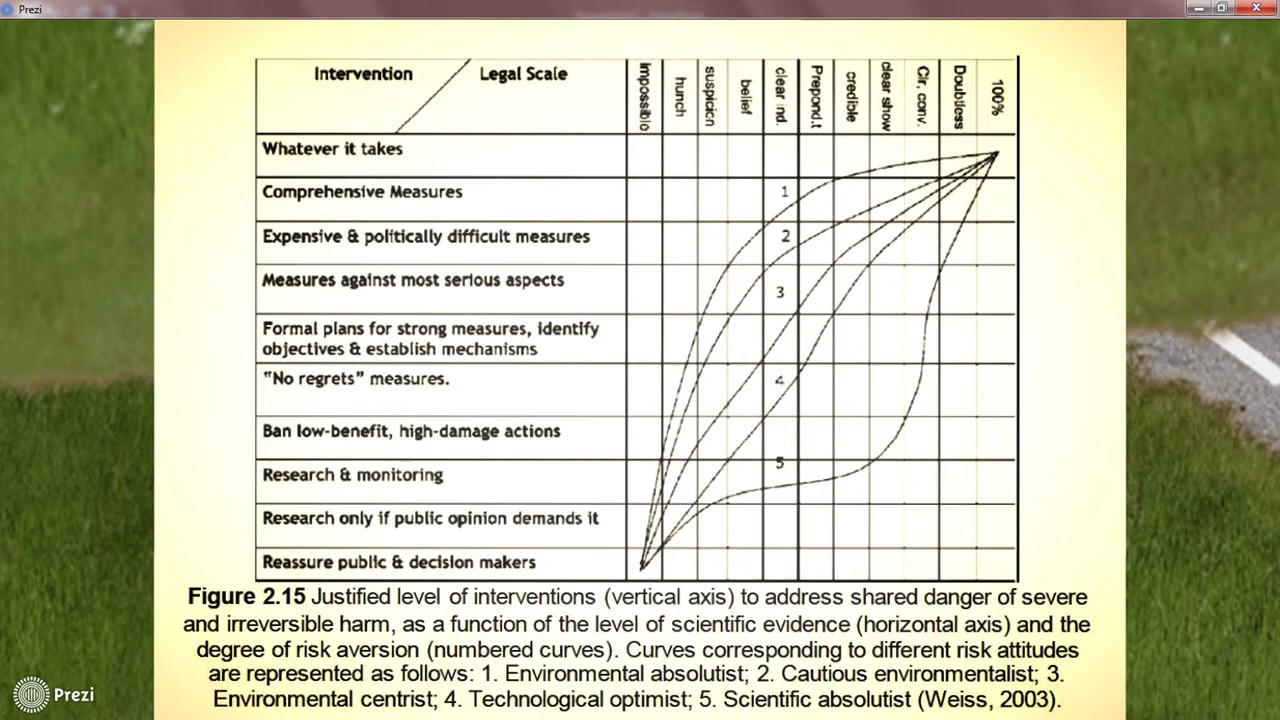 Prezi
Intervention
Legal Scale
Impossible
hunch
suspicion
belief
clear ind.
Prepond.t
credible
clear show
Clr. conv.
Doubtless
100%
Whatever it takes
Comprehensive Measures
1
Expensive & politically difficult measures
2
Measures against most serious aspects
3
Formal plans for strong measures, identify
objectives & establish mechanisms
"No regrets" measures.
4
Ban low-benefit, high-damage actions
5
Research & monitoring
Research only if public opinion demands it
Reassure public & decision makers
Figure 2.15 Justified level of interventions (vertical axis) to address shared danger of severe
and irreversible harm, as a function of the level of scientific evidence (horizontal axis) and the
degree of risk aversion (numbered curves). Curves corresponding to different risk attitudes
are represented as follows: 1. Environmental absolutist; 2. Cautious environmentalist; 3.
Environmental centrist; 4. Technological optimist; 5. Scientific absolutist (Weiss, 2003).
Prezi